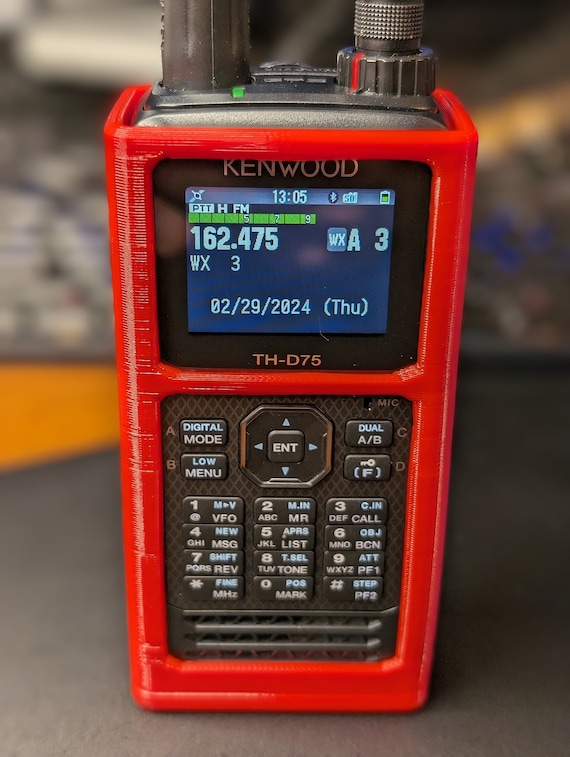 KENWOOD
13:05
PTT H FM
5 7 9
162.475 WX A 3
WX 3
02/29/2024 (Thu)
TH-D75
MIC
A DIGITAL MODE DUAL A/B C
ENT
B LOW MENU (F) D
1 M►V 2 M.IN 3 C.IN
@ VFO ABC MR DEF CALL
4 NEW 5 APRS 6 OBJ
GHI MSG JKL LIST MNO BCN
7 SHIFT 8 T.SEL 9 ATT
PQRS REV TUV TONE WXYZ PF1
* FINE 0 POS # STEP
MHz MARK PF2